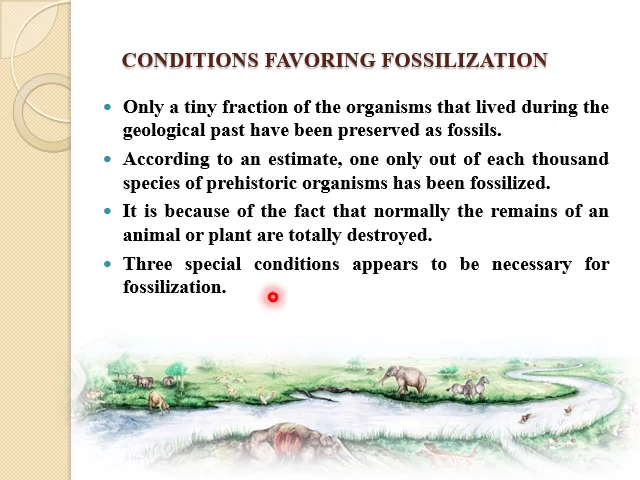 CONDITIONS FAVORING FOSSILIZATION
• Only a tiny fraction of the organisms that lived during the
geological past have been preserved as fossils.
• According to an estimate, one only out of each thousand
species of prehistoric organisms has been fossilized.
• It is because of the fact that normally the remains of an
animal or plant are totally destroyed.
• Three special conditions appears to be necessary for
fossilization.